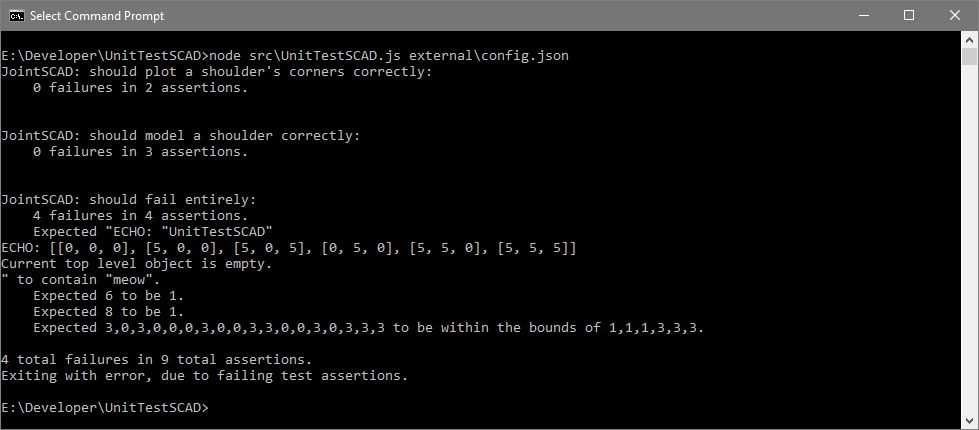 Select Command Prompt
E:\Developer\UnitTestSCAD>node src\UnitTestSCAD.js external\config.json
JointSCAD: should plot a shoulder's corners correctly:
    0 failures in 2 assertions.
JointSCAD: should model a shoulder correctly:
    0 failures in 3 assertions.
JointSCAD: should fail entirely:
    4 failures in 4 assertions.
    Expected "ECHO: "UnitTestSCAD"
ECHO: [[0, 0, 0], [5, 0, 0], [5, 0, 5], [0, 5, 0], [5, 5, 0], [5, 5, 5]]
Current top level object is empty.
" to contain "meow".
    Expected 6 to be 1.
    Expected 8 to be 1.
    Expected 3,0,3,0,0,0,3,0,0,3,3,0,0,3,0,3,3,3 to be within the bounds of 1,1,1,3,3,3.
4 total failures in 9 total assertions.
Exiting with error, due to failing test assertions.
E:\Developer\UnitTestSCAD>